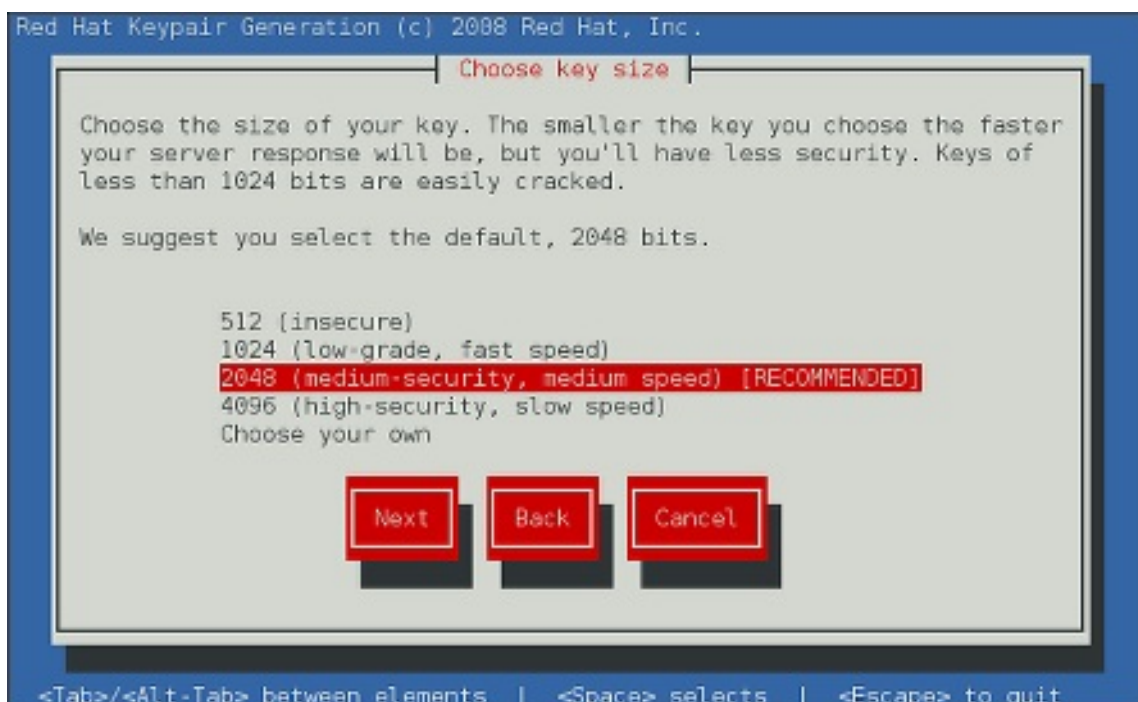 Red Hat Keypair Generation (c) 2008 Red Hat, Inc.
Choose key size
Choose the size of your key. The smaller the key you choose the faster
your server response will be, but you'll have less security. Keys of
less than 1024 bits are easily cracked.
We suggest you select the default, 2048 bits.
512 (insecure)
1024 (low-grade, fast speed)
2048 (medium-security, medium speed) [RECOMMENDED]
4096 (high-security, slow speed)
Choose your own
Next Back Cancel
<Tab>/<Alt-Tab> between elements | <Space> selects | <Escape> to quit